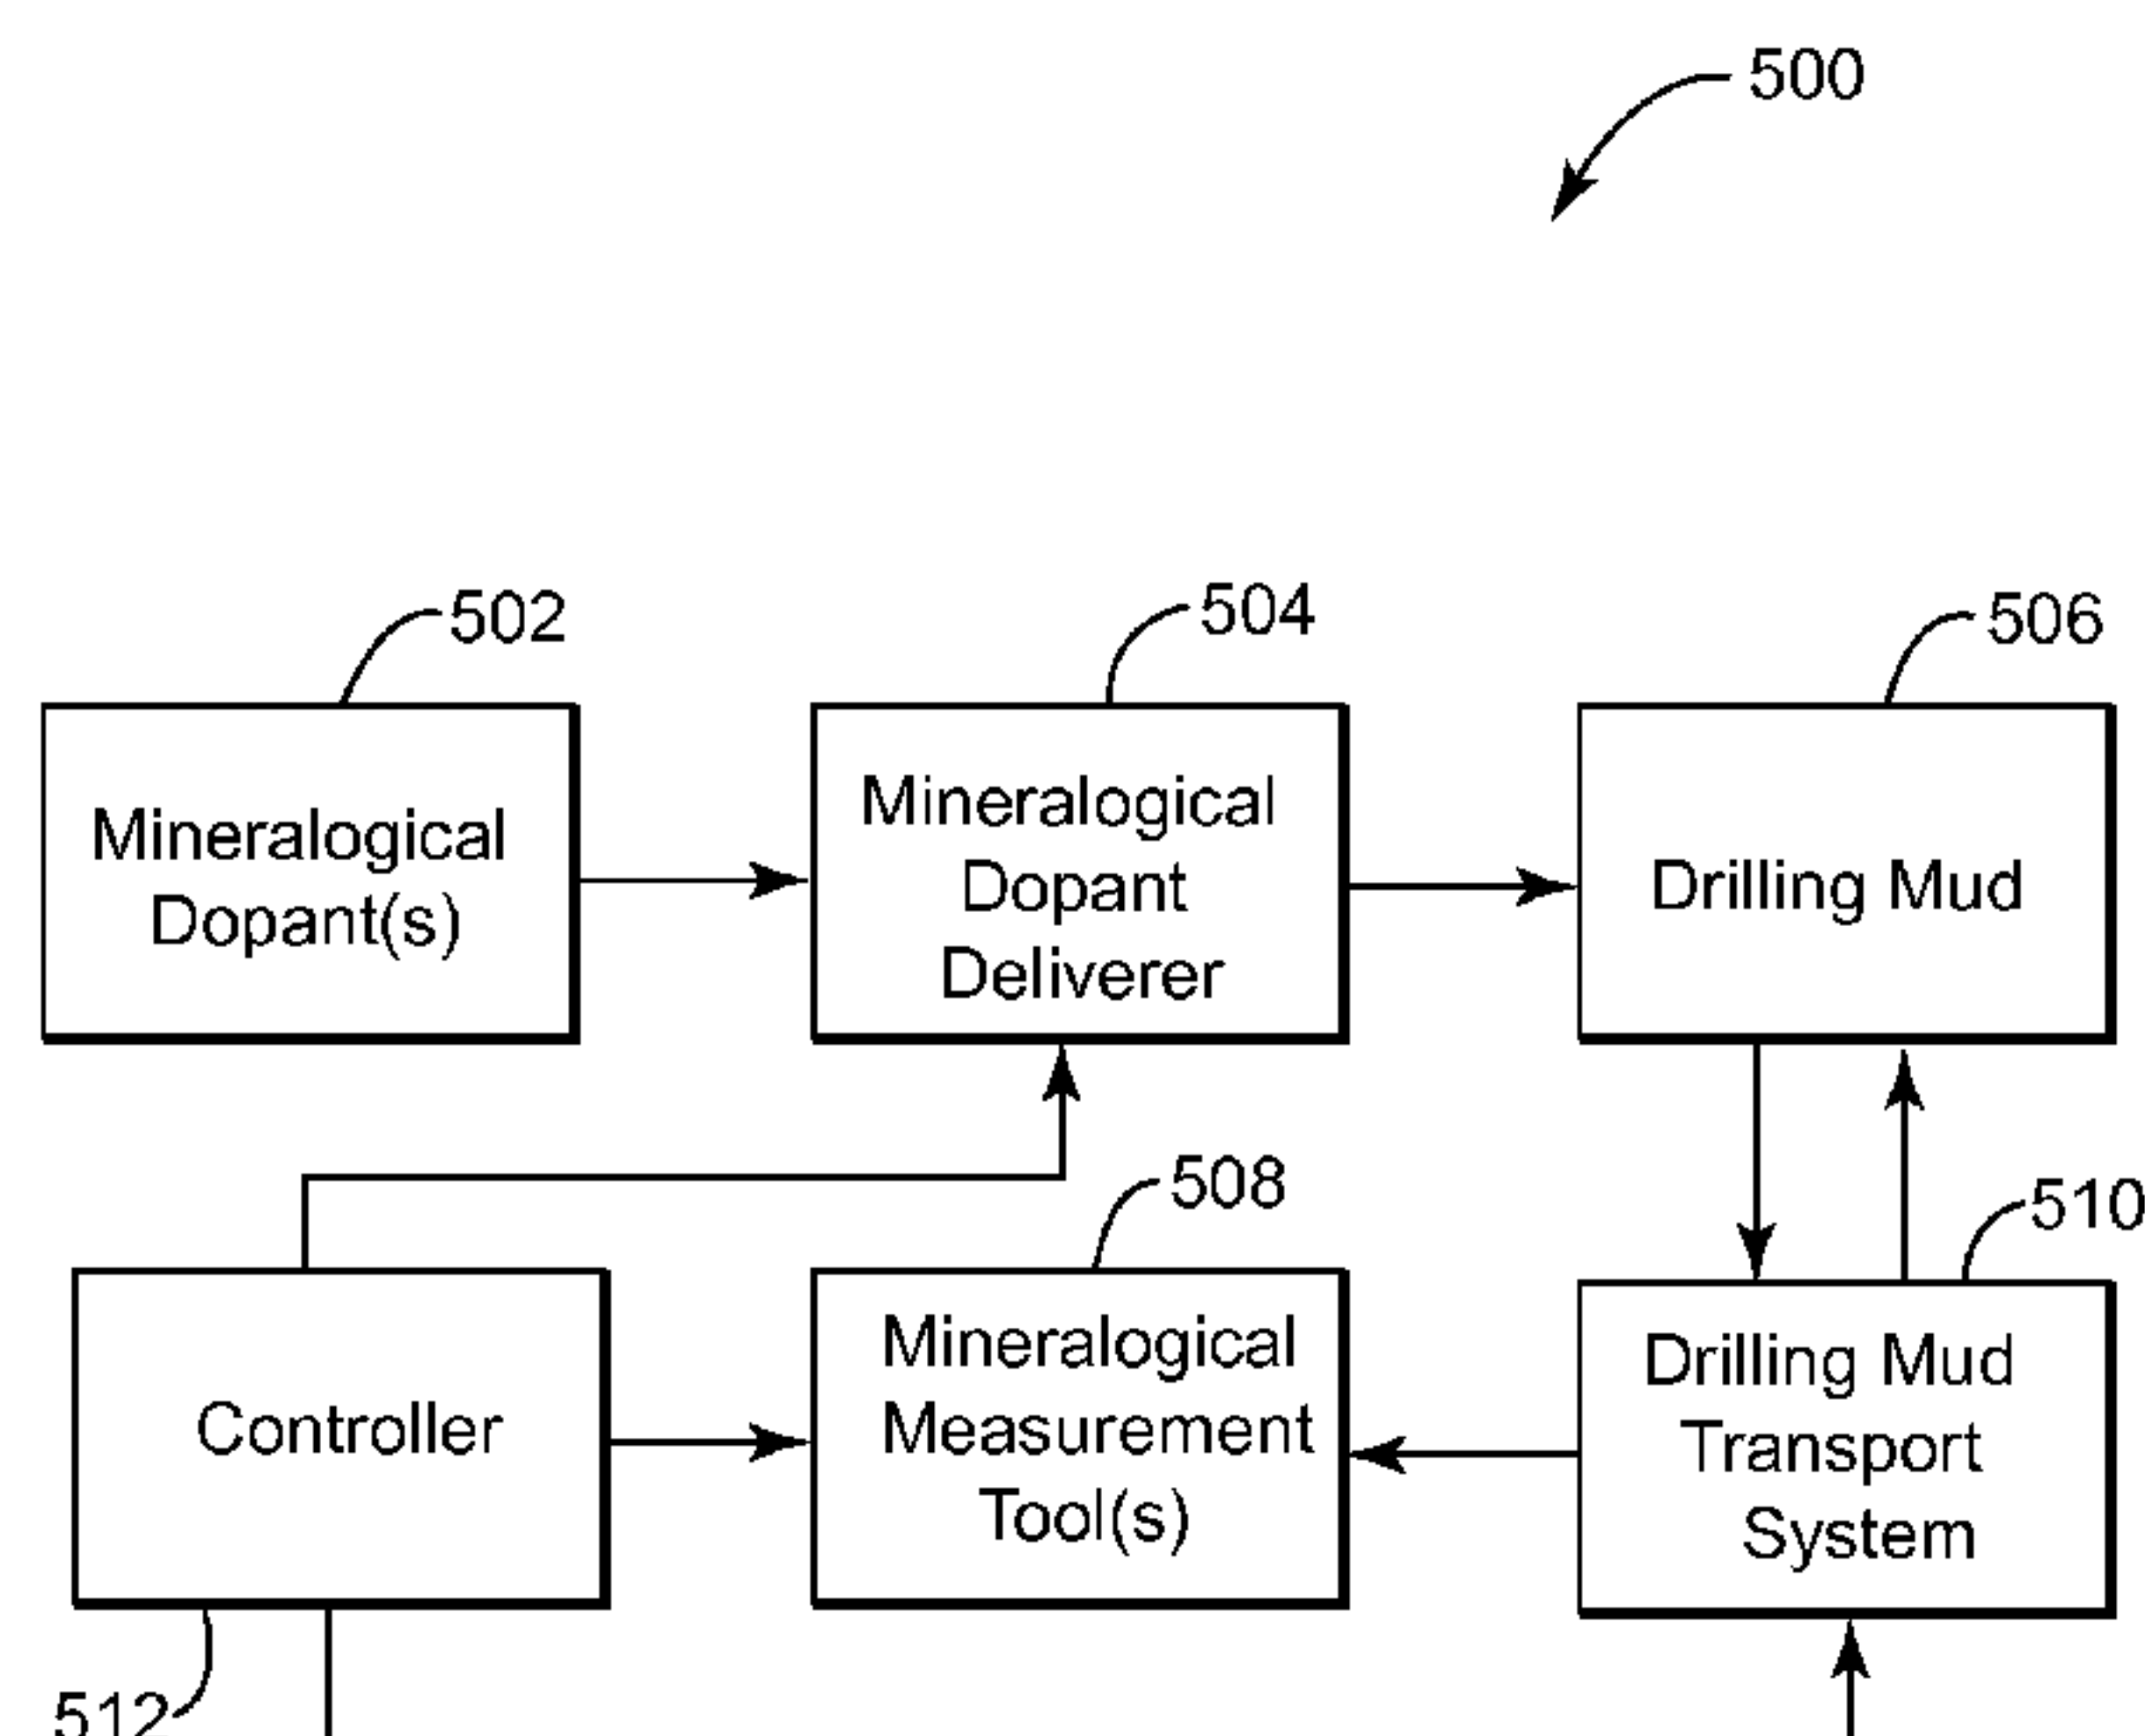 500
502
504
506
Mineralogical
Dopant(s)
Mineralogical
Dopant
Deliverer
Drilling Mud
508
510
Controller
Mineralogical
Measurement
Tool(s)
Drilling Mud
Transport
System
512